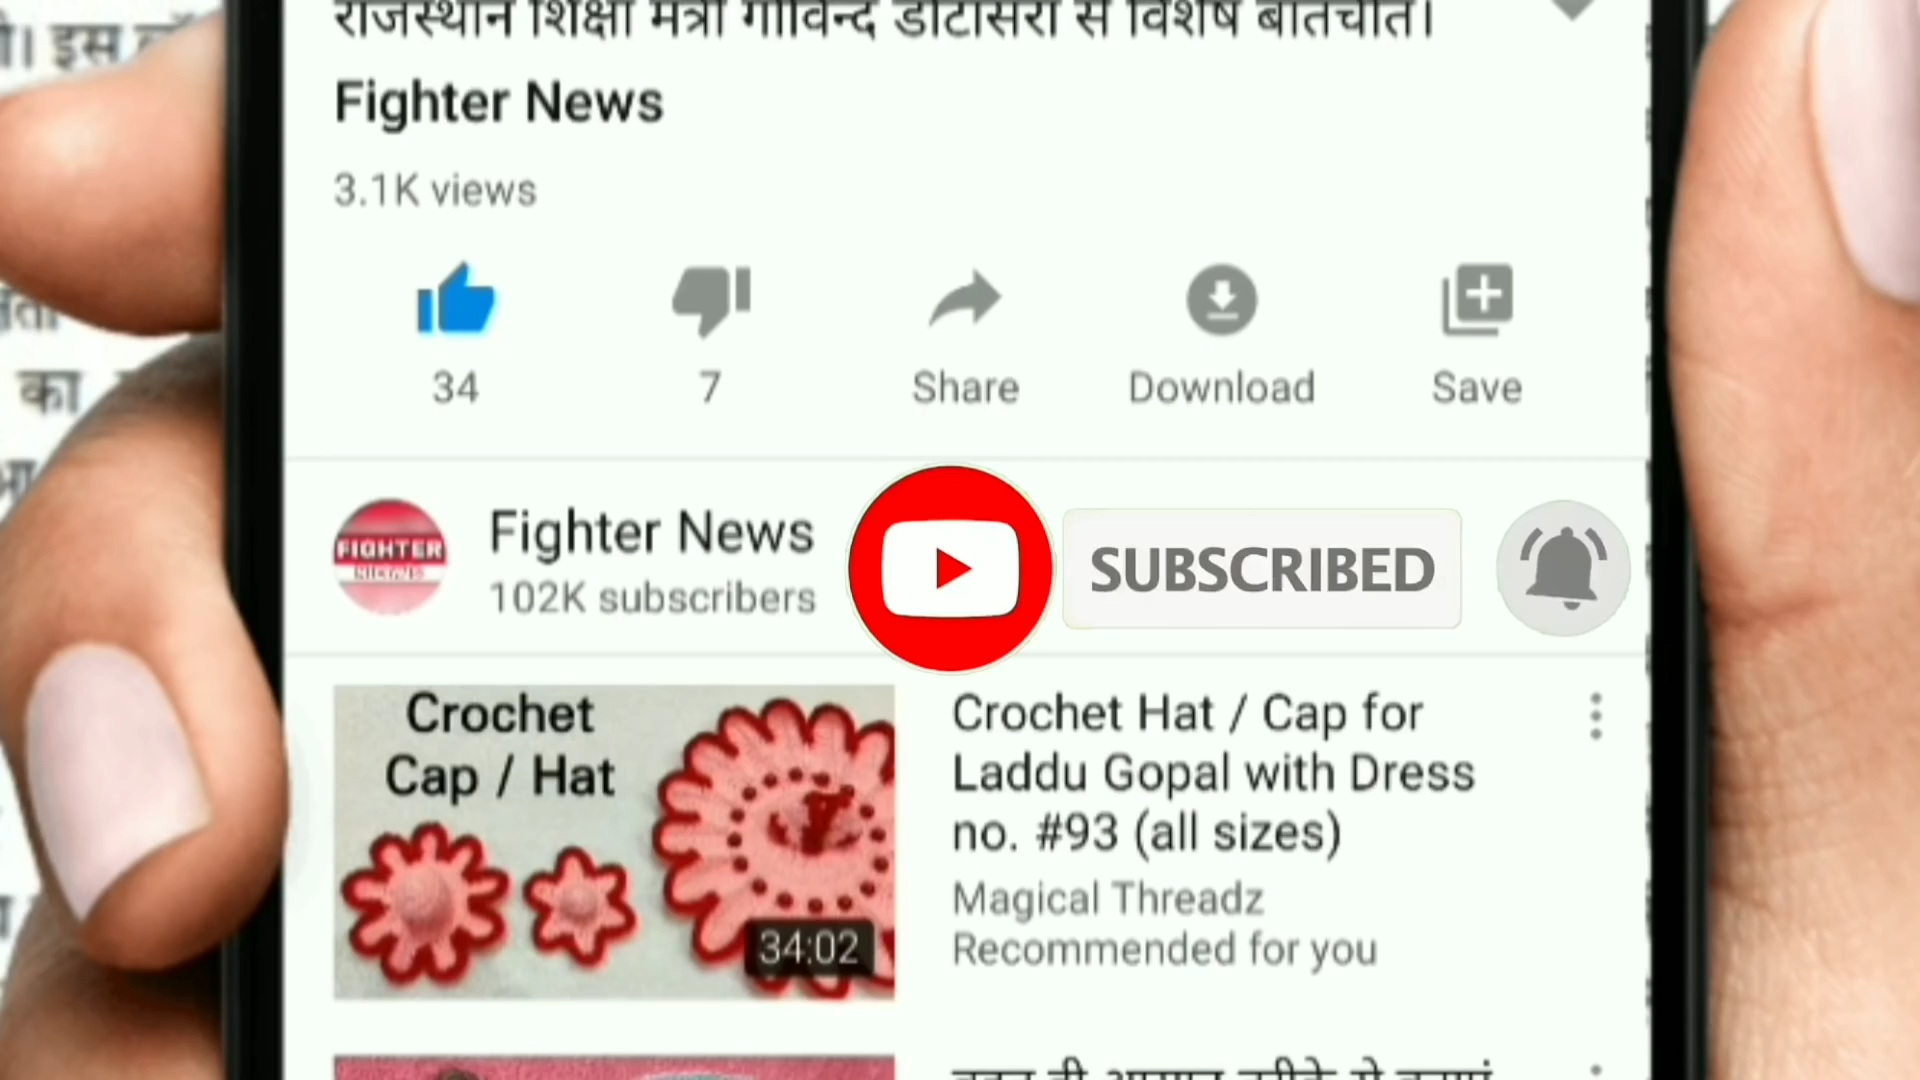 राजस्थान शिक्षा मंत्री गोविन्द डोटासरा से विशेष बातचीत।
Fighter News
3.1K views
34
7
Share
Download
Save
Fighter News
102K subscribers
FIGHTER
SUBSCRIBED
Crochet
Cap / Hat
34:02
Crochet Hat / Cap for
Laddu Gopal with Dress
no. #93 (all sizes)
Magical Threadz
Recommended for you
इस
का